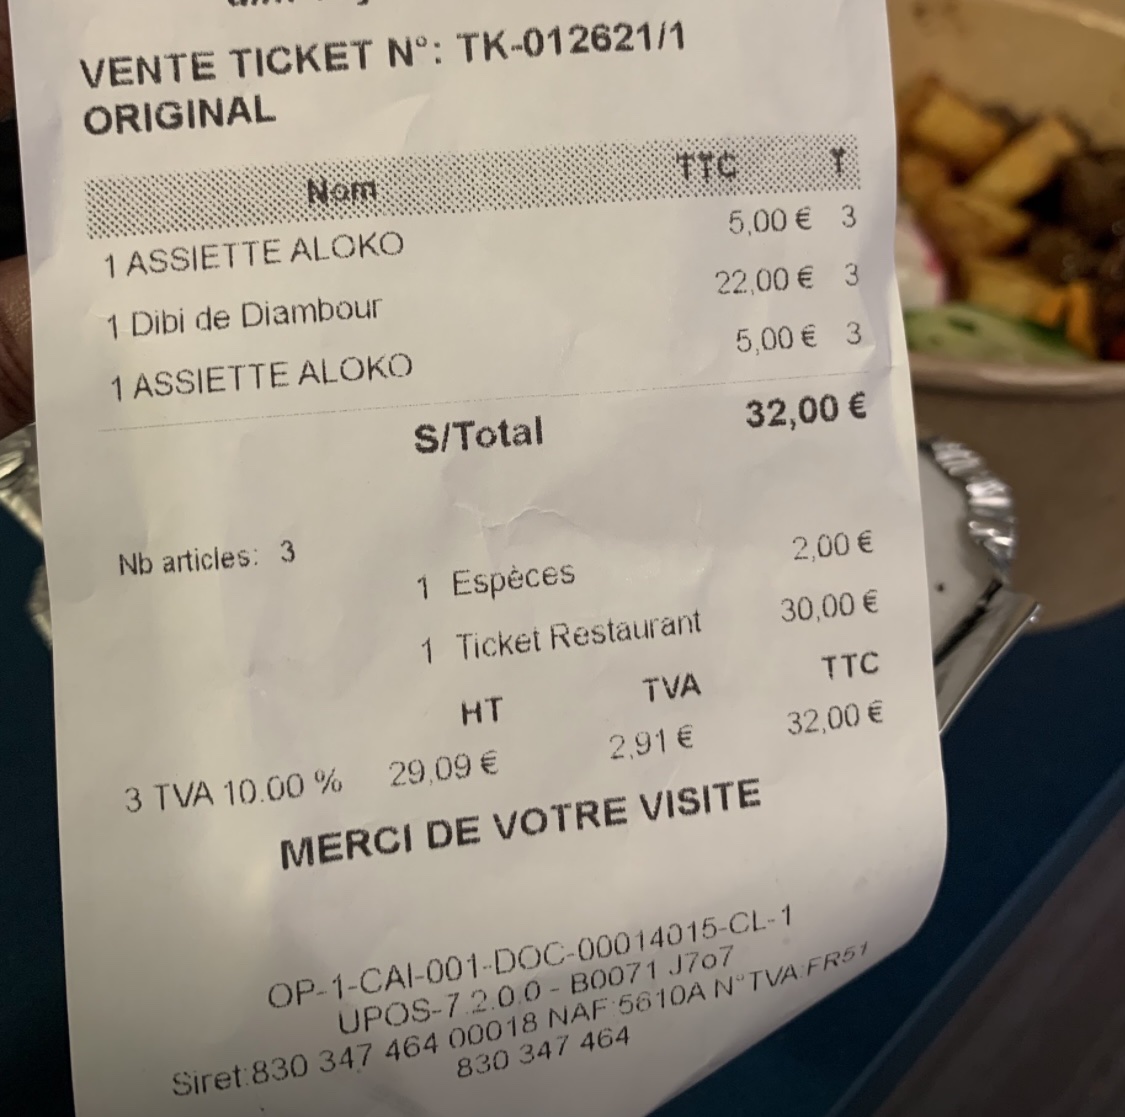 VENTE TICKET N°: TK-012621/1
ORIGINAL
Nom TTC T
1 ASSIETTE ALOKO 5,00 € 3
1 Dibi de Diambour 22,00 € 3
1 ASSIETTE ALOKO 5,00 € 3
S/Total 32,00 €
Nb articles: 3
1 Espèces 2,00 €
1 Ticket Restaurant 30,00 €
HT TVA TTC
3 TVA 10.00 % 29,09 € 2,91 € 32,00 €
MERCI DE VOTRE VISITE
OP-1-CAI-001-DOC-00014015-CL-1
UPOS-7.2.0.0 - B0071 J7o7
Siret:830 347 464 00018 NAF:5610A N°TVA:FR51
830 347 464